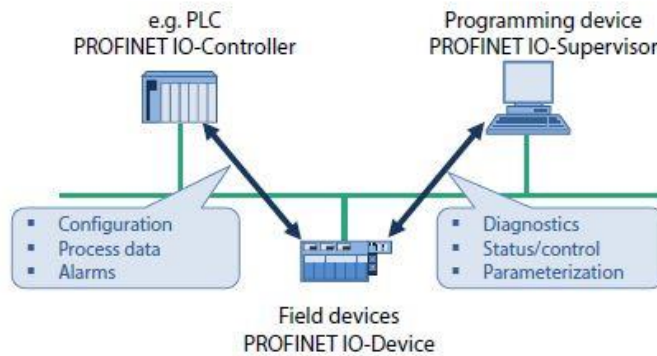 e.g. PLC
PROFINET IO-Controller
Programming device
PROFINET IO-Supervisor
▪ Configuration
▪ Process data
▪ Alarms
▪ Diagnostics
▪ Status/control
▪ Parameterization
Field devices
PROFINET IO-Device